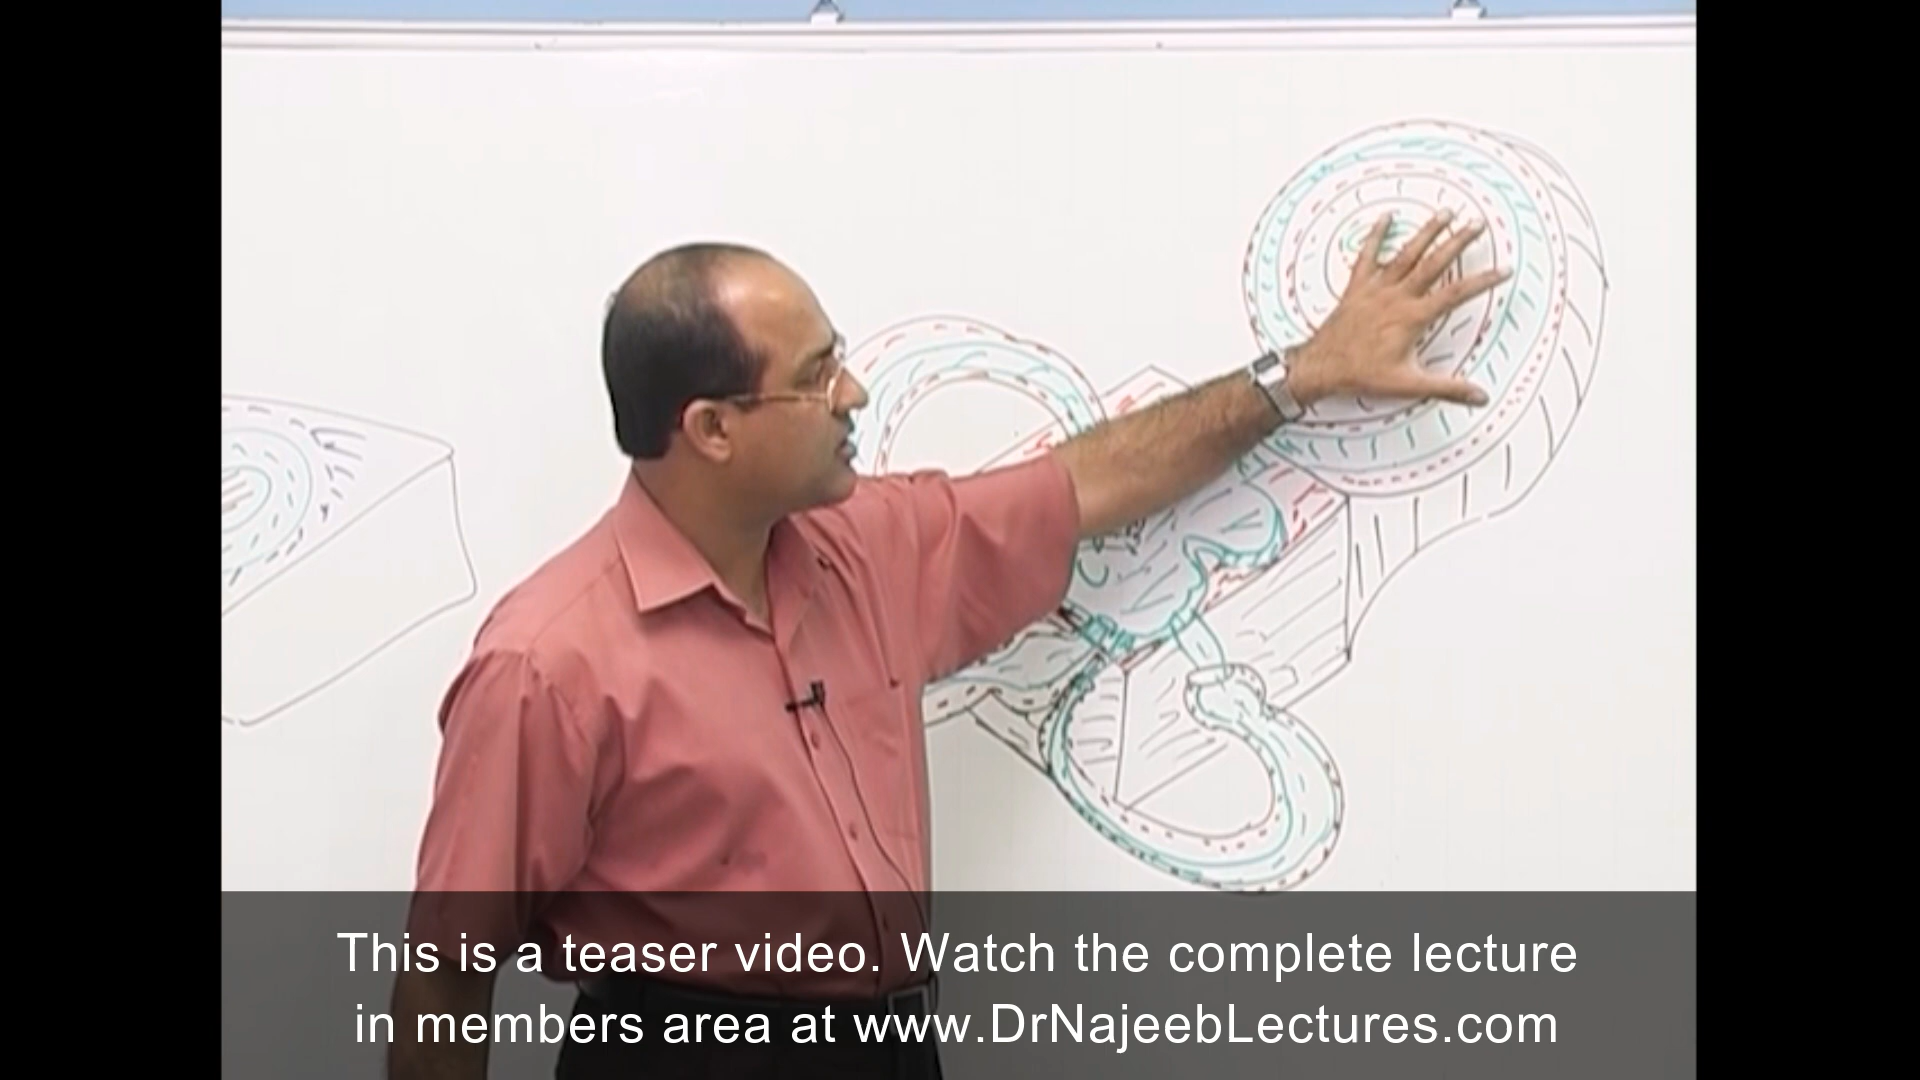 This is a teaser video. Watch the complete lecture
in members area at www.DrNajeebLectures.com